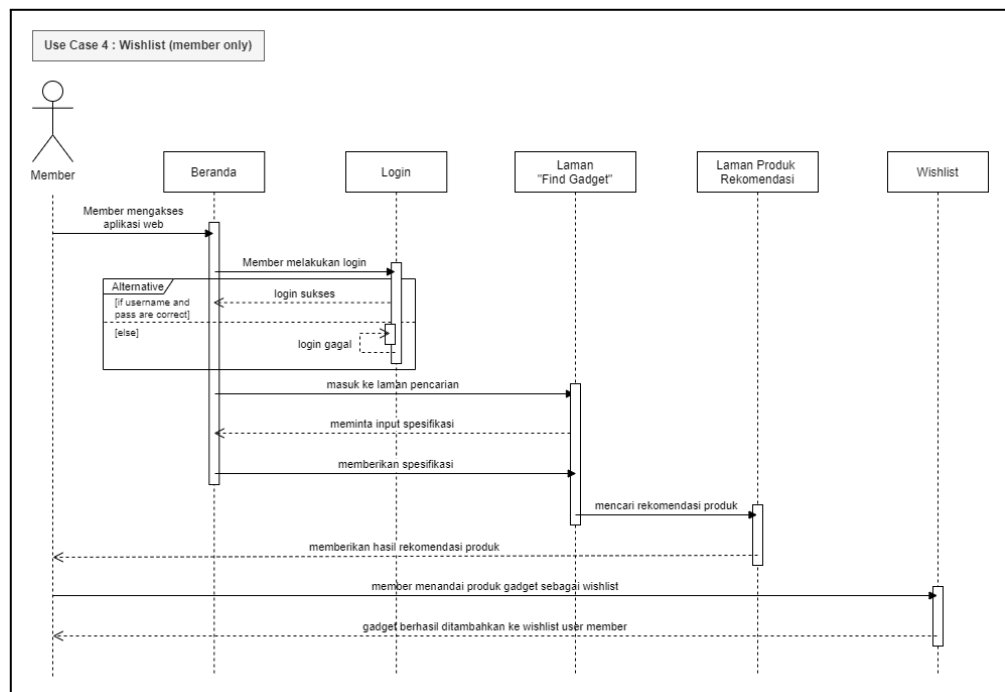 Use Case 4 : Wishlist (member only)
Member
Beranda
Login
Laman
"Find Gadget"
Laman Produk
Rekomendasi
Wishlist
Member mengakses
aplikasi web
Member melakukan login
Alternative
[if username and
pass are correct]
login sukses
[else]
login gagal
masuk ke laman pencarian
meminta input spesifikasi
memberikan spesifikasi
mencari rekomendasi produk
memberikan hasil rekomendasi produk
member menandai produk gadget sebagai wishlist
gadget berhasil ditambahkan ke wishlist user member